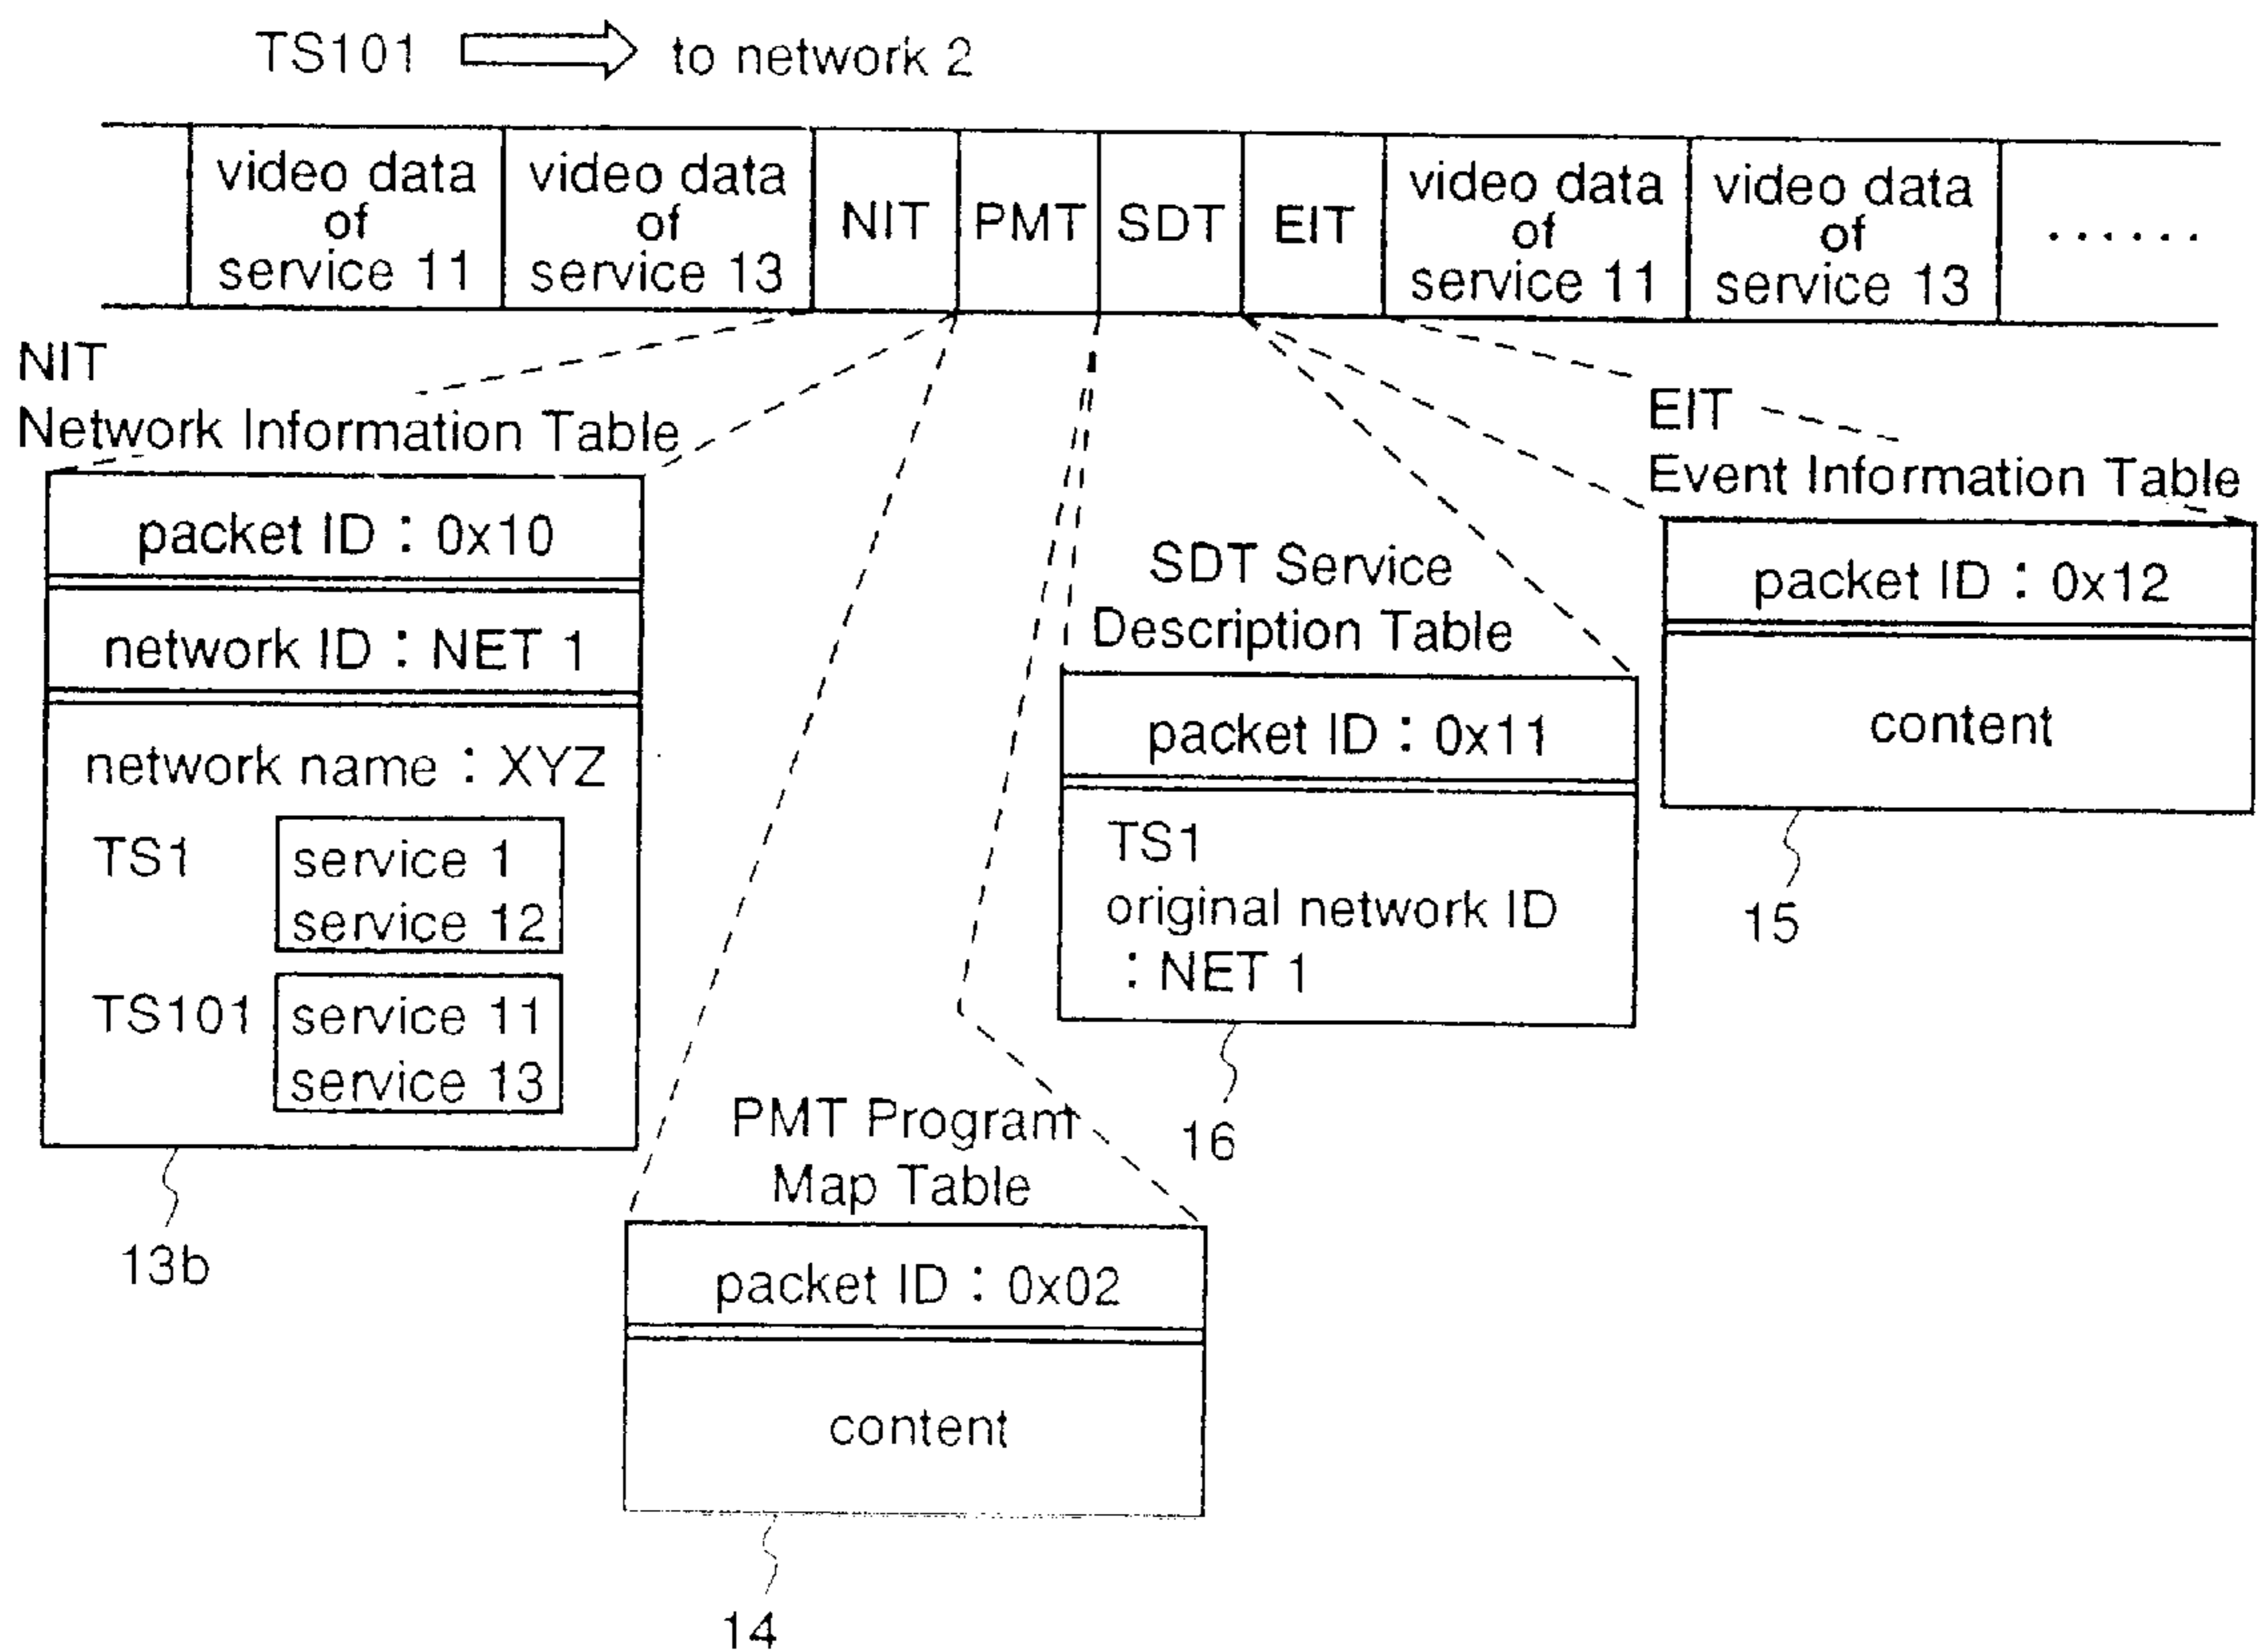 TS101 to network 2
video data of service 11
video data of service 13
NIT
PMT
SDT
EIT
video data of service 11
video data of service 13
......
NIT
Network Information Table
packet ID : 0x10
network ID : NET 1
network name : XYZ
TS1
service 1
service 12
TS101
service 11
service 13
13b
PMT Program
Map Table
packet ID : 0x02
content
14
SDT Service
Description Table
packet ID : 0x11
TS1
original network ID
: NET 1
16
EIT
Event Information Table
packet ID : 0x12
content
15